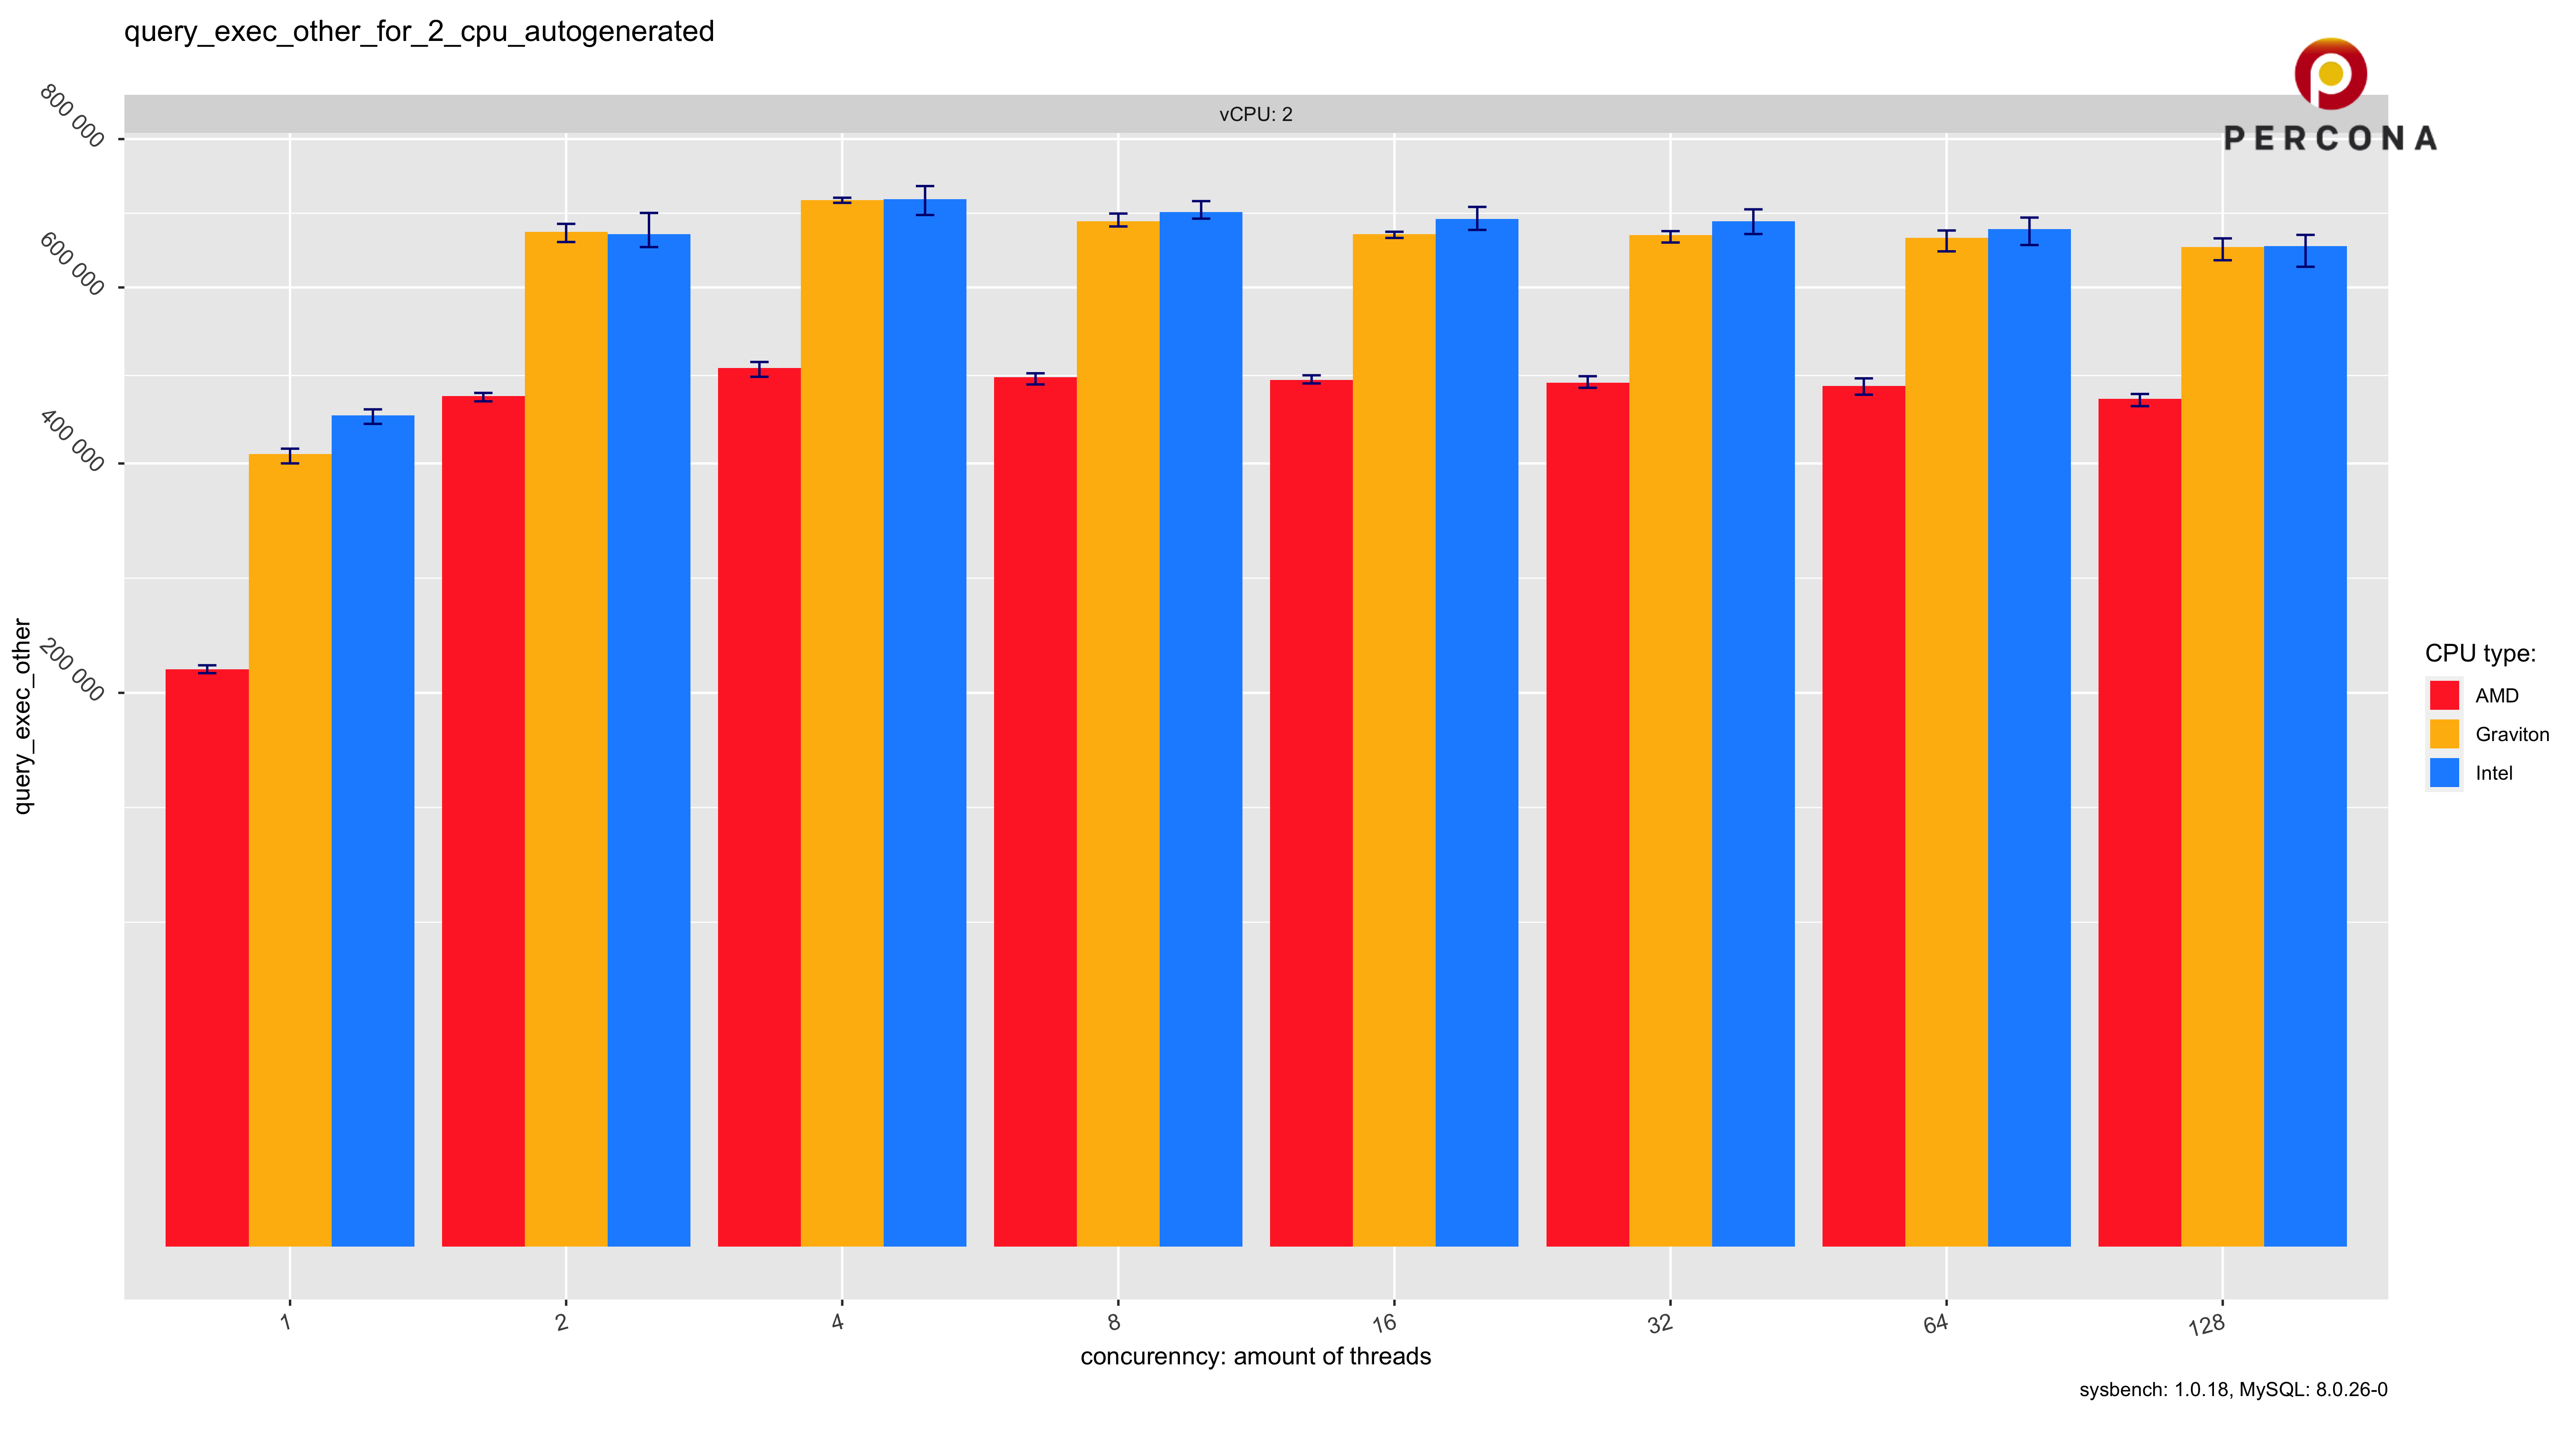 query_exec_other_for_2_cpu_autogenerated
PERCONA
vCPU: 2
800 000
600 000
400 000
200 000
query_exec_other
1
2
4
8
16
32
64
128
concurenncy: amount of threads
CPU type:
AMD
Graviton
Intel
sysbench: 1.0.18, MySQL: 8.0.26-0